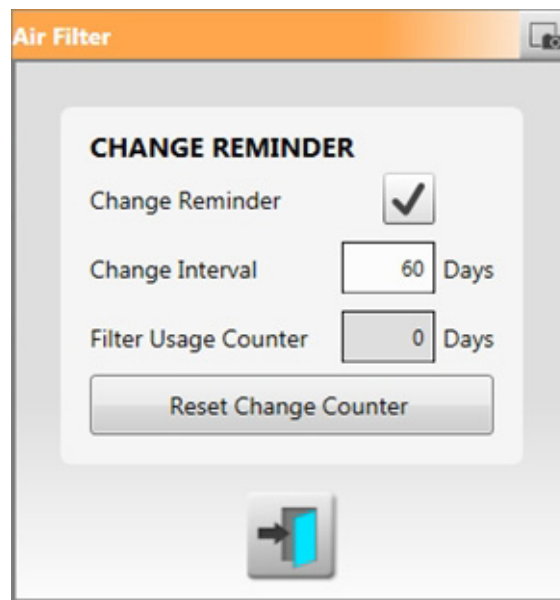 Air Filter
CHANGE REMINDER
Change Reminder
Change Interval 60 Days
Filter Usage Counter 0 Days
Reset Change Counter